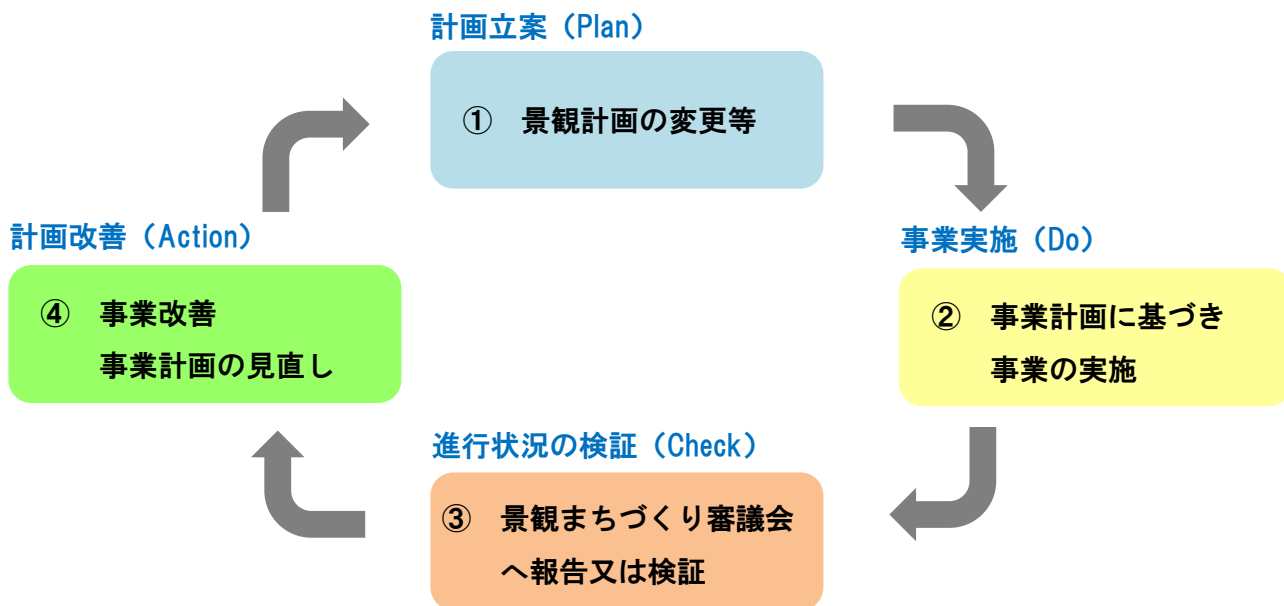 計画立案（Plan）
① 景観計画の変更等
事業実施（Do）
② 事業計画に基づき
事業の実施
進行状況の検証（Check）
③ 景観まちづくり審議会
へ報告又は検証
計画改善（Action）
④ 事業改善
事業計画の見直し